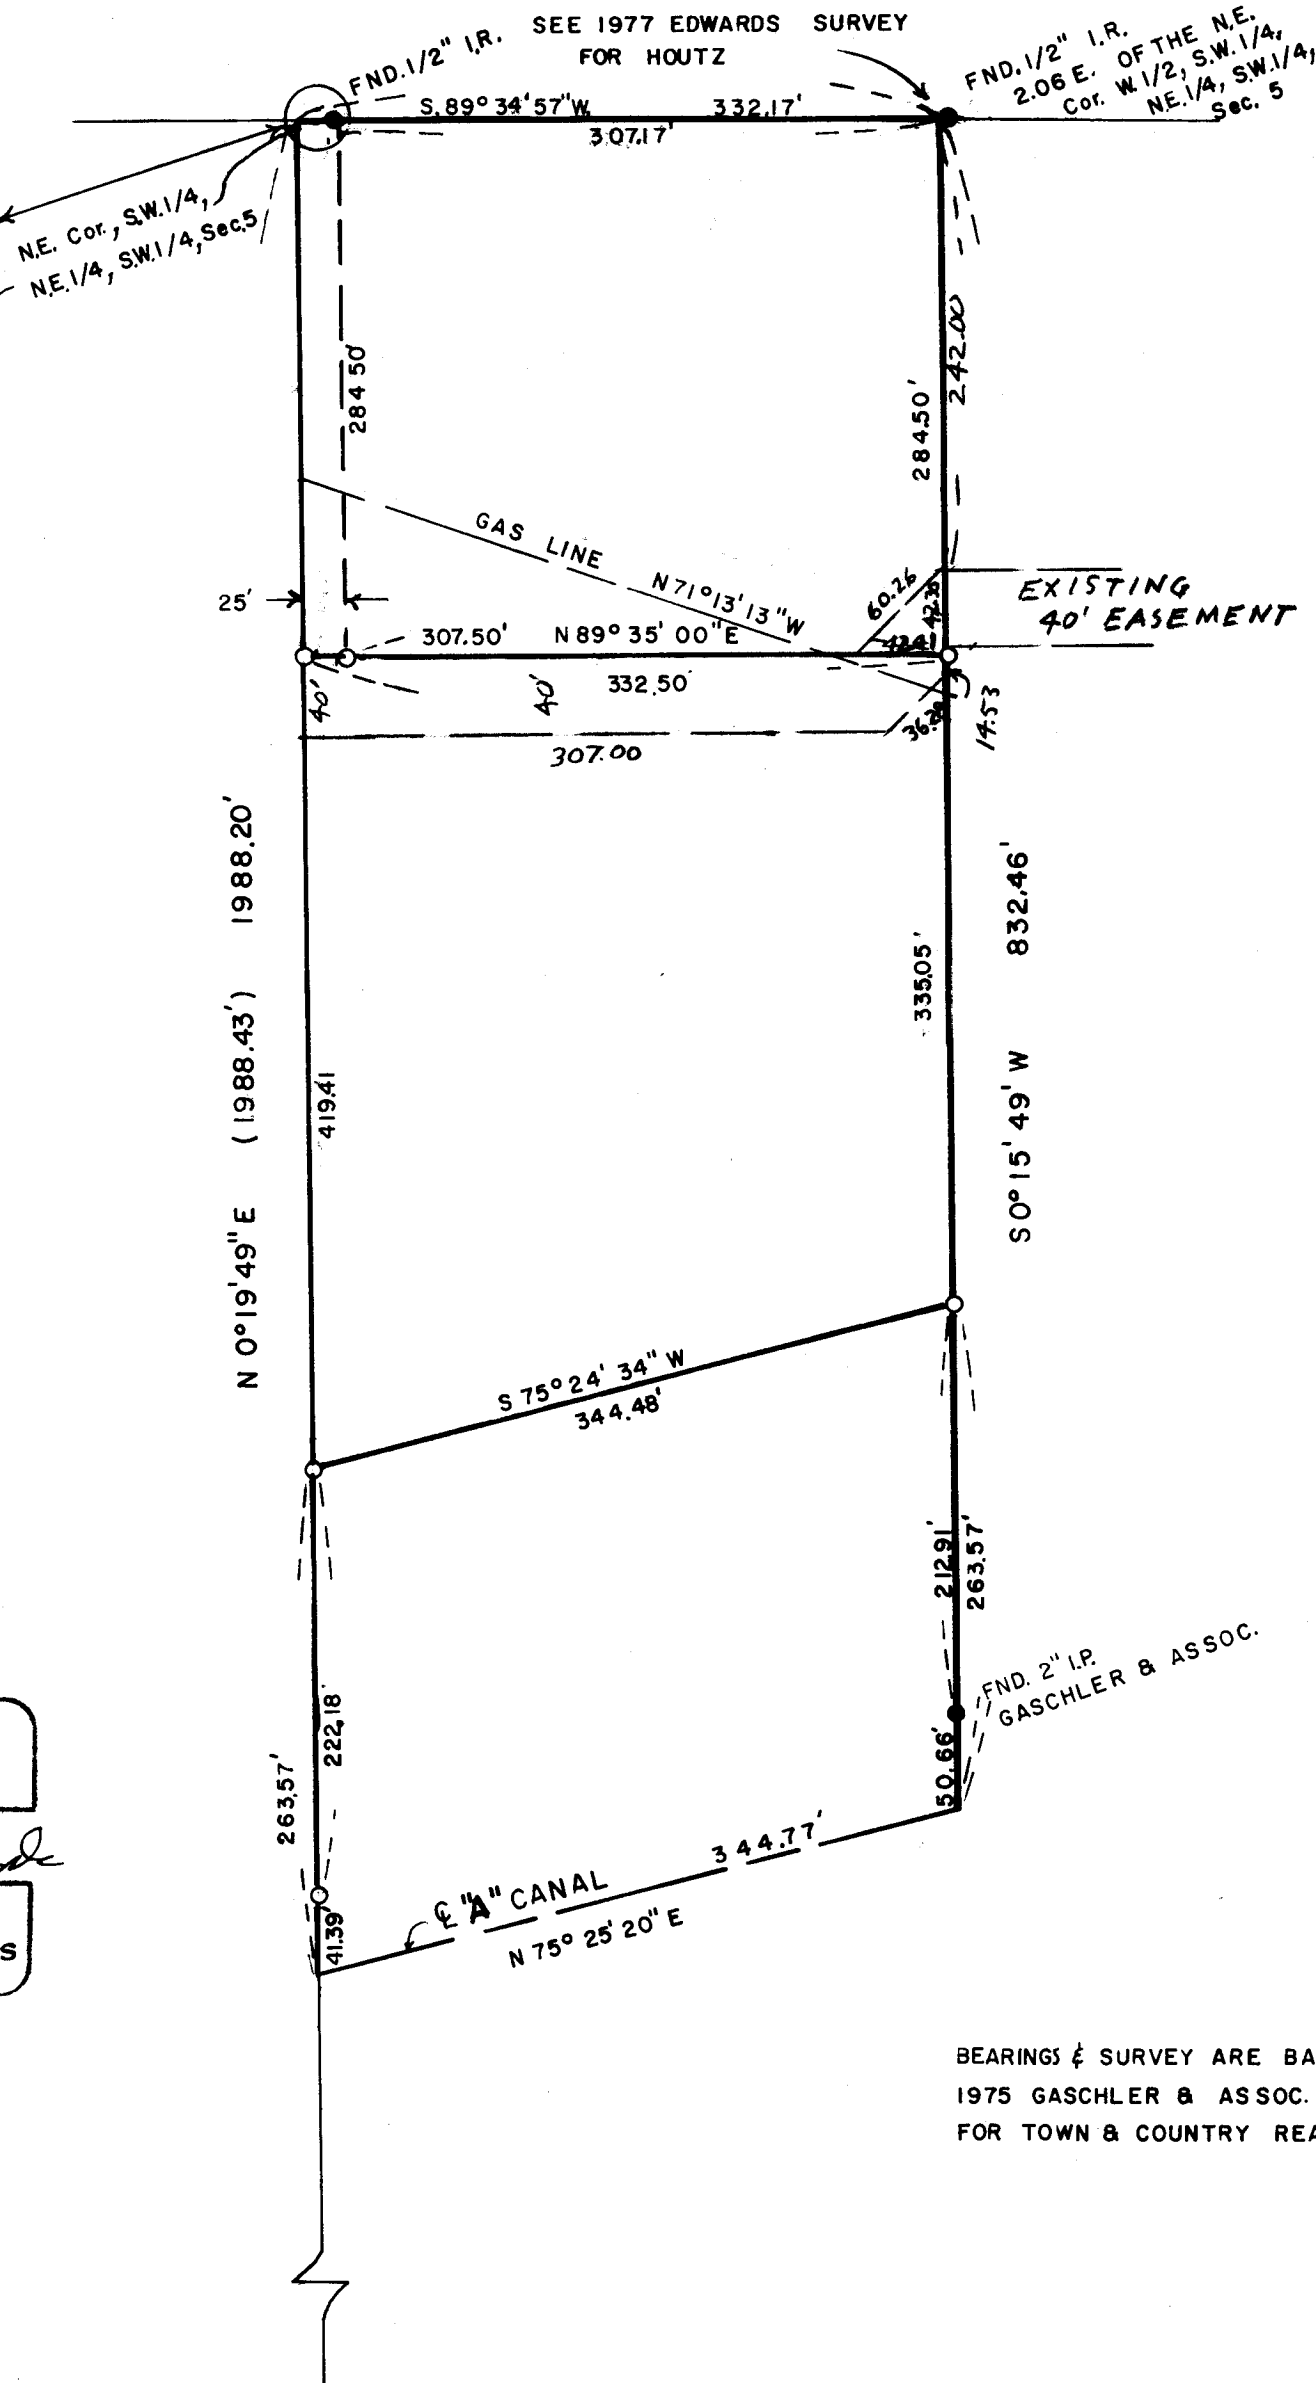 SEE 1977 EDWARDS SURVEY
FOR HOUTZ
FND. 1/2" I.R.
FND. 1/2" I.R.
2.06 E. OF THE N.E.
Cor. W.1/2, S.W.1/4,
N.E.1/4, S.W.1/4,
Sec. 5
S. 89° 34' 57" W. 332.17'
307.17'
N.E. Cor., S.W.1/4,
N.E.1/4, S.W.1/4, Sec.5
284 50'
284.50'
242.00
GAS LINE N 71° 13' 13" W
60.26
42.35
42.41
EXISTING
40' EASEMENT
25'
307.50' N 89° 35' 00" E
332.50'
40'
40'
36.29
14.53
307.00
N 0° 19' 49" E (1988.43') 1988.20'
419.41
335.05'
S 0° 15' 49' W 832.46'
S 75° 24' 34" W
344.48'
212.91'
263.57'
222.18'
263.57'
FND. 2" I.P.
GASCHLER & ASSOC.
50.66'
344.77'
℄ "A" CANAL
N 75° 25' 20" E
41.39'
S
BEARINGS & SURVEY ARE BA
1975 GASCHLER & ASSOC.
FOR TOWN & COUNTRY REA